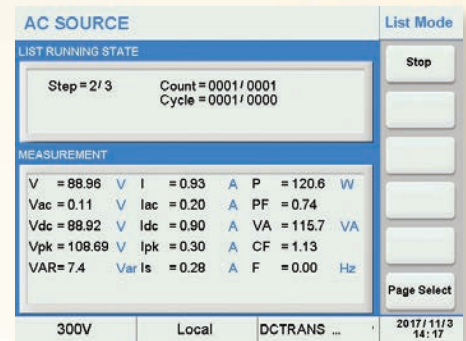 AC SOURCE
List Mode
LIST RUNNING STATE
Step = 2/ 3 Count = 0001/ 0001
Cycle = 0001/ 0000
Stop
MEASUREMENT
V = 88.96 V I = 0.93 A P = 120.6 W
Vac = 0.11 V Iac = 0.20 A PF = 0.74
Vdc = 88.92 V Idc = 0.90 A VA = 115.7 VA
Vpk = 108.69 V Ipk = 0.30 A CF = 1.13
VAR= 7.4 Var Is = 0.28 A F = 0.00 Hz
Page Select
300V Local DCTRANS ... 2017/11/3
14:17